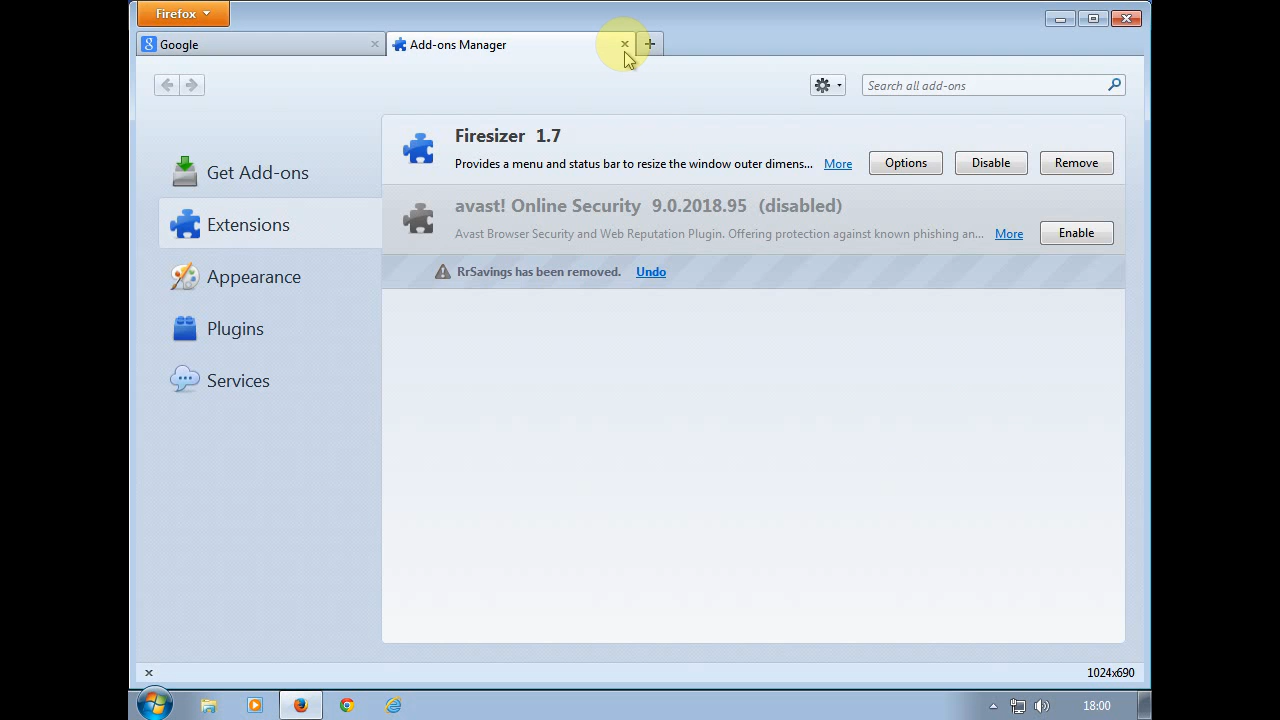 Firefox
Google
Add-ons Manager
Search all add-ons
Get Add-ons
Extensions
Appearance
Plugins
Services
Firesizer 1.7
Provides a menu and status bar to resize the window outer dimens... More
Options
Disable
Remove
avast! Online Security 9.0.2018.95 (disabled)
Avast Browser Security and Web Reputation Plugin. Offering protection against known phishing an... More
Enable
RrSavings has been removed. Undo
1024x690
18:00